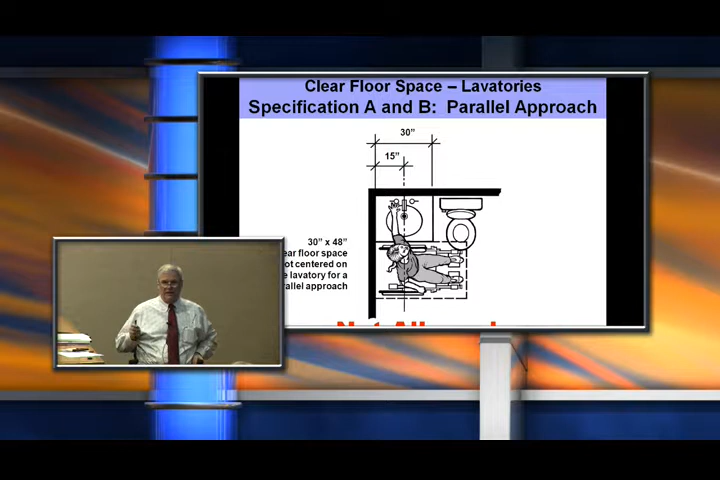 Clear Floor Space – Lavatories
Specification A and B:  Parallel Approach
30”
15”
30” x 48”
ear floor space
ot centered on
e lavatory for a
rallel approach